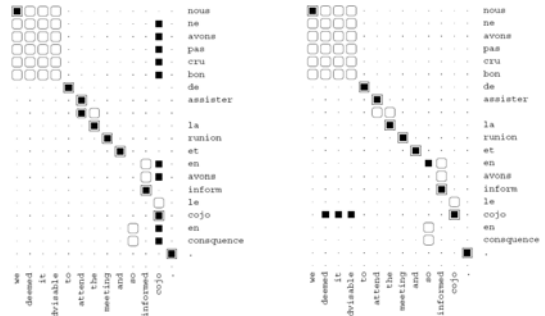 nous
ne
avons
pas
cru
bon
de
assister
la
runion
et
en
avons
inform
le
cojo
en
consquence
.
we
deemed
it
dvisable
to
attend
the
meeting
and
so
informed
cojo
.
nous
ne
avons
pas
cru
bon
de
assister
la
runion
et
en
avons
inform
le
cojo
en
consquence
.
we
deemed
it
dvisable
to
attend
the
meeting
and
so
informed
cojo
.